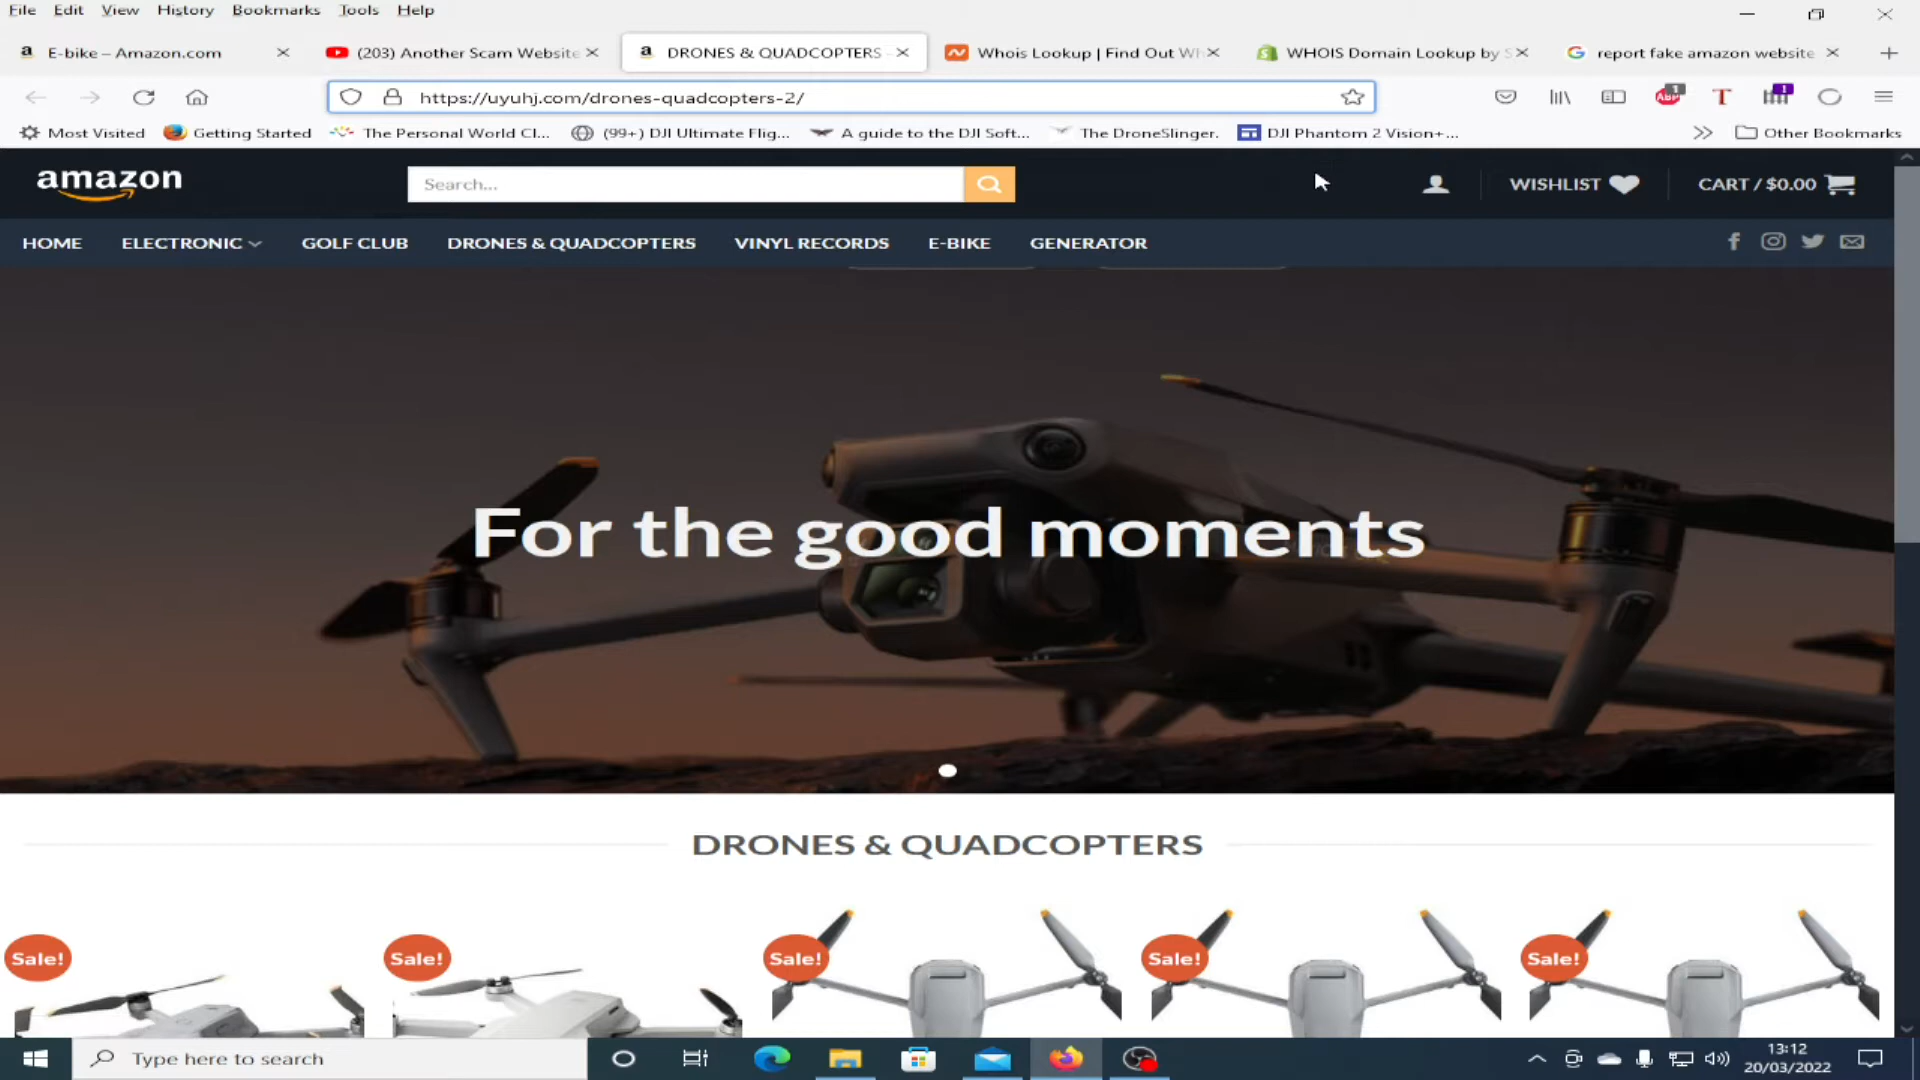 File Edit View History Bookmarks Tools Help
E-bike – Amazon.com
(203) Another Scam Website
DRONES & QUADCOPTERS
Whois Lookup | Find Out Wh
WHOIS Domain Lookup by S
report fake amazon website
https://uyuhj.com/drones-quadcopters-2/
ABP 1 T 1
Most Visited Getting Started The Personal World Cl... (99+) DJI Ultimate Flig... A guide to the DJI Soft... The DroneSlinger. DJI Phantom 2 Vision+... Other Bookmarks
amazon Search... WISHLIST CART / $0.00
HOME ELECTRONIC GOLF CLUB DRONES & QUADCOPTERS VINYL RECORDS E-BIKE GENERATOR
For the good moments
DRONES & QUADCOPTERS
Sale! Sale! Sale! Sale! Sale!
Type here to search
13:12
20/03/2022